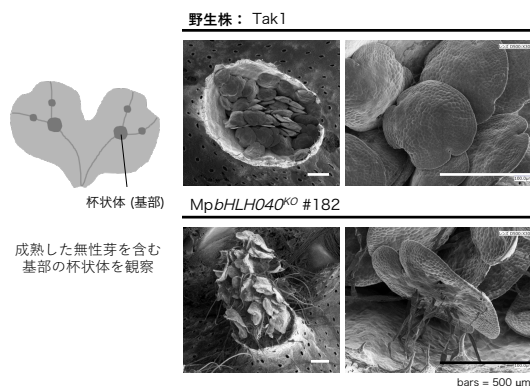 野生株： Tak1
杯状体 (基部)
MpbHLH040KO #182
成熟した無性芽を含む
基部の杯状体を観察
bars = 500 μm